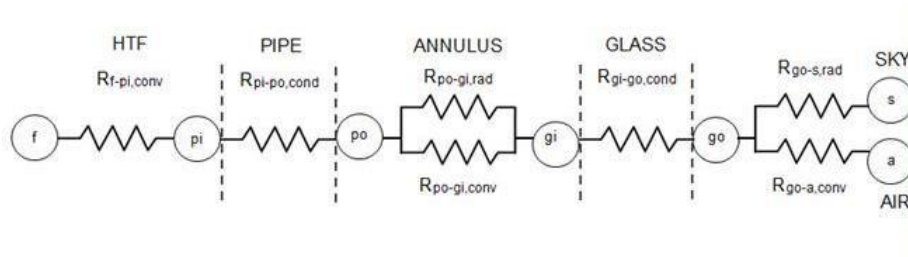 HTF
PIPE
ANNULUS
GLASS
SKY
Rf-pi,conv
Rpi-po,cond
Rpo-gi,rad
Rgi-go,cond
Rgo-s,rad
f
pi
po
gi
go
s
a
Rpo-gi,conv
Rgo-a,conv
AIR